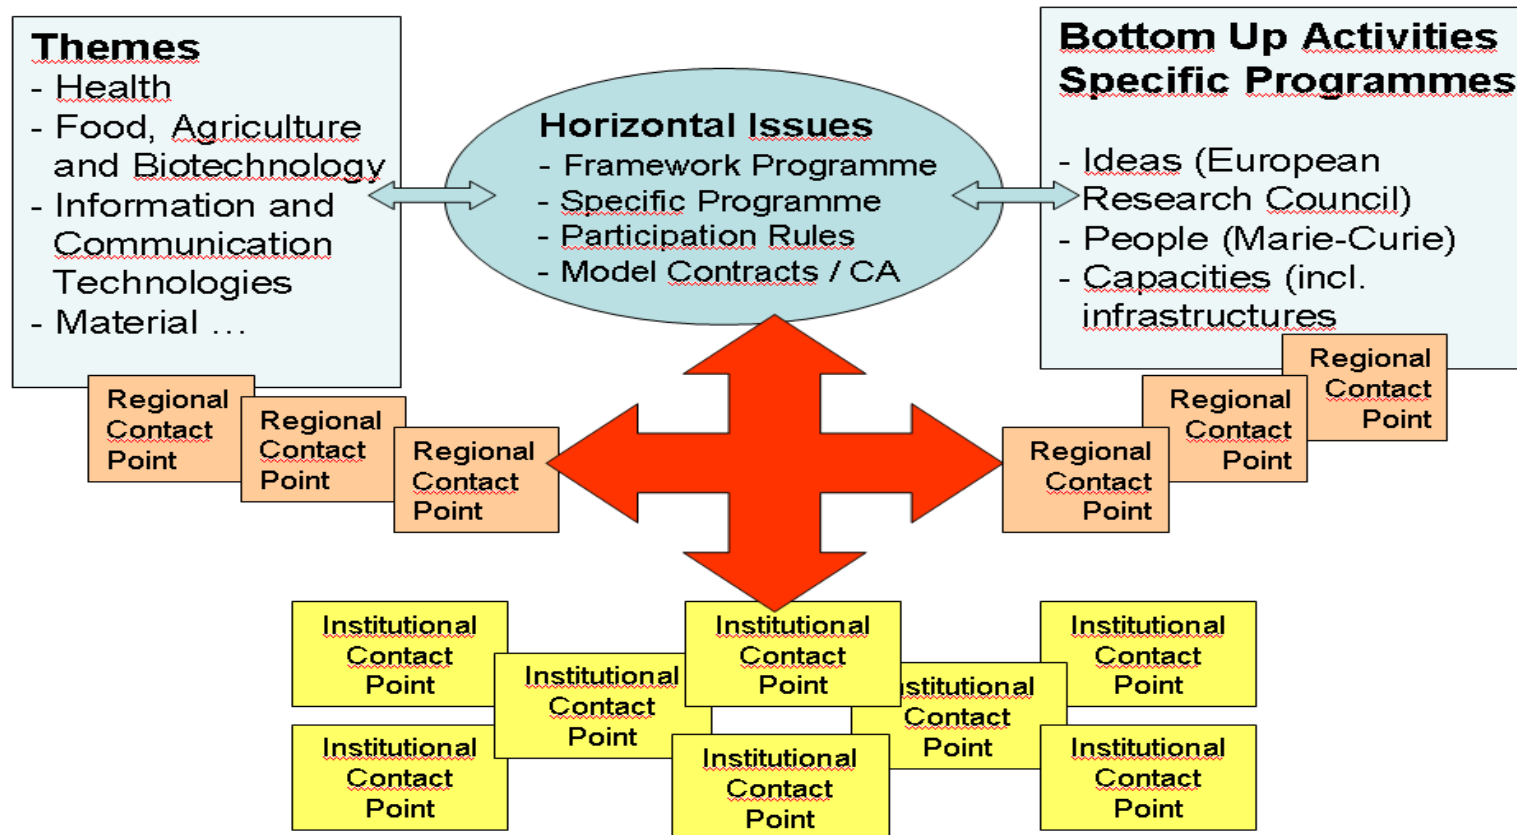 Themes
- Health
- Food, Agriculture
and Biotechnology
- Information and
Communication
Technologies
- Material ...
Horizontal Issues
- Framework Programme
- Specific Programme
- Participation Rules
- Model Contracts / CA
Bottom Up Activities
Specific Programmes
- Ideas (European
Research Council)
- People (Marie-Curie)
- Capacities (incl.
infrastructures
Regional
Contact
Point
Regional
Contact
Point
Regional
Contact
Point
Regional
Contact
Point
Regional
Contact
Point
Regional
Contact
Point
Institutional
Contact
Point
Institutional
Contact
Point
Institutional
Contact
Point
nstitutional
Contact
Point
Institutional
Contact
Point
Institutional
Contact
Point
Institutional
Contact
Point
Institutional
Contact
Point